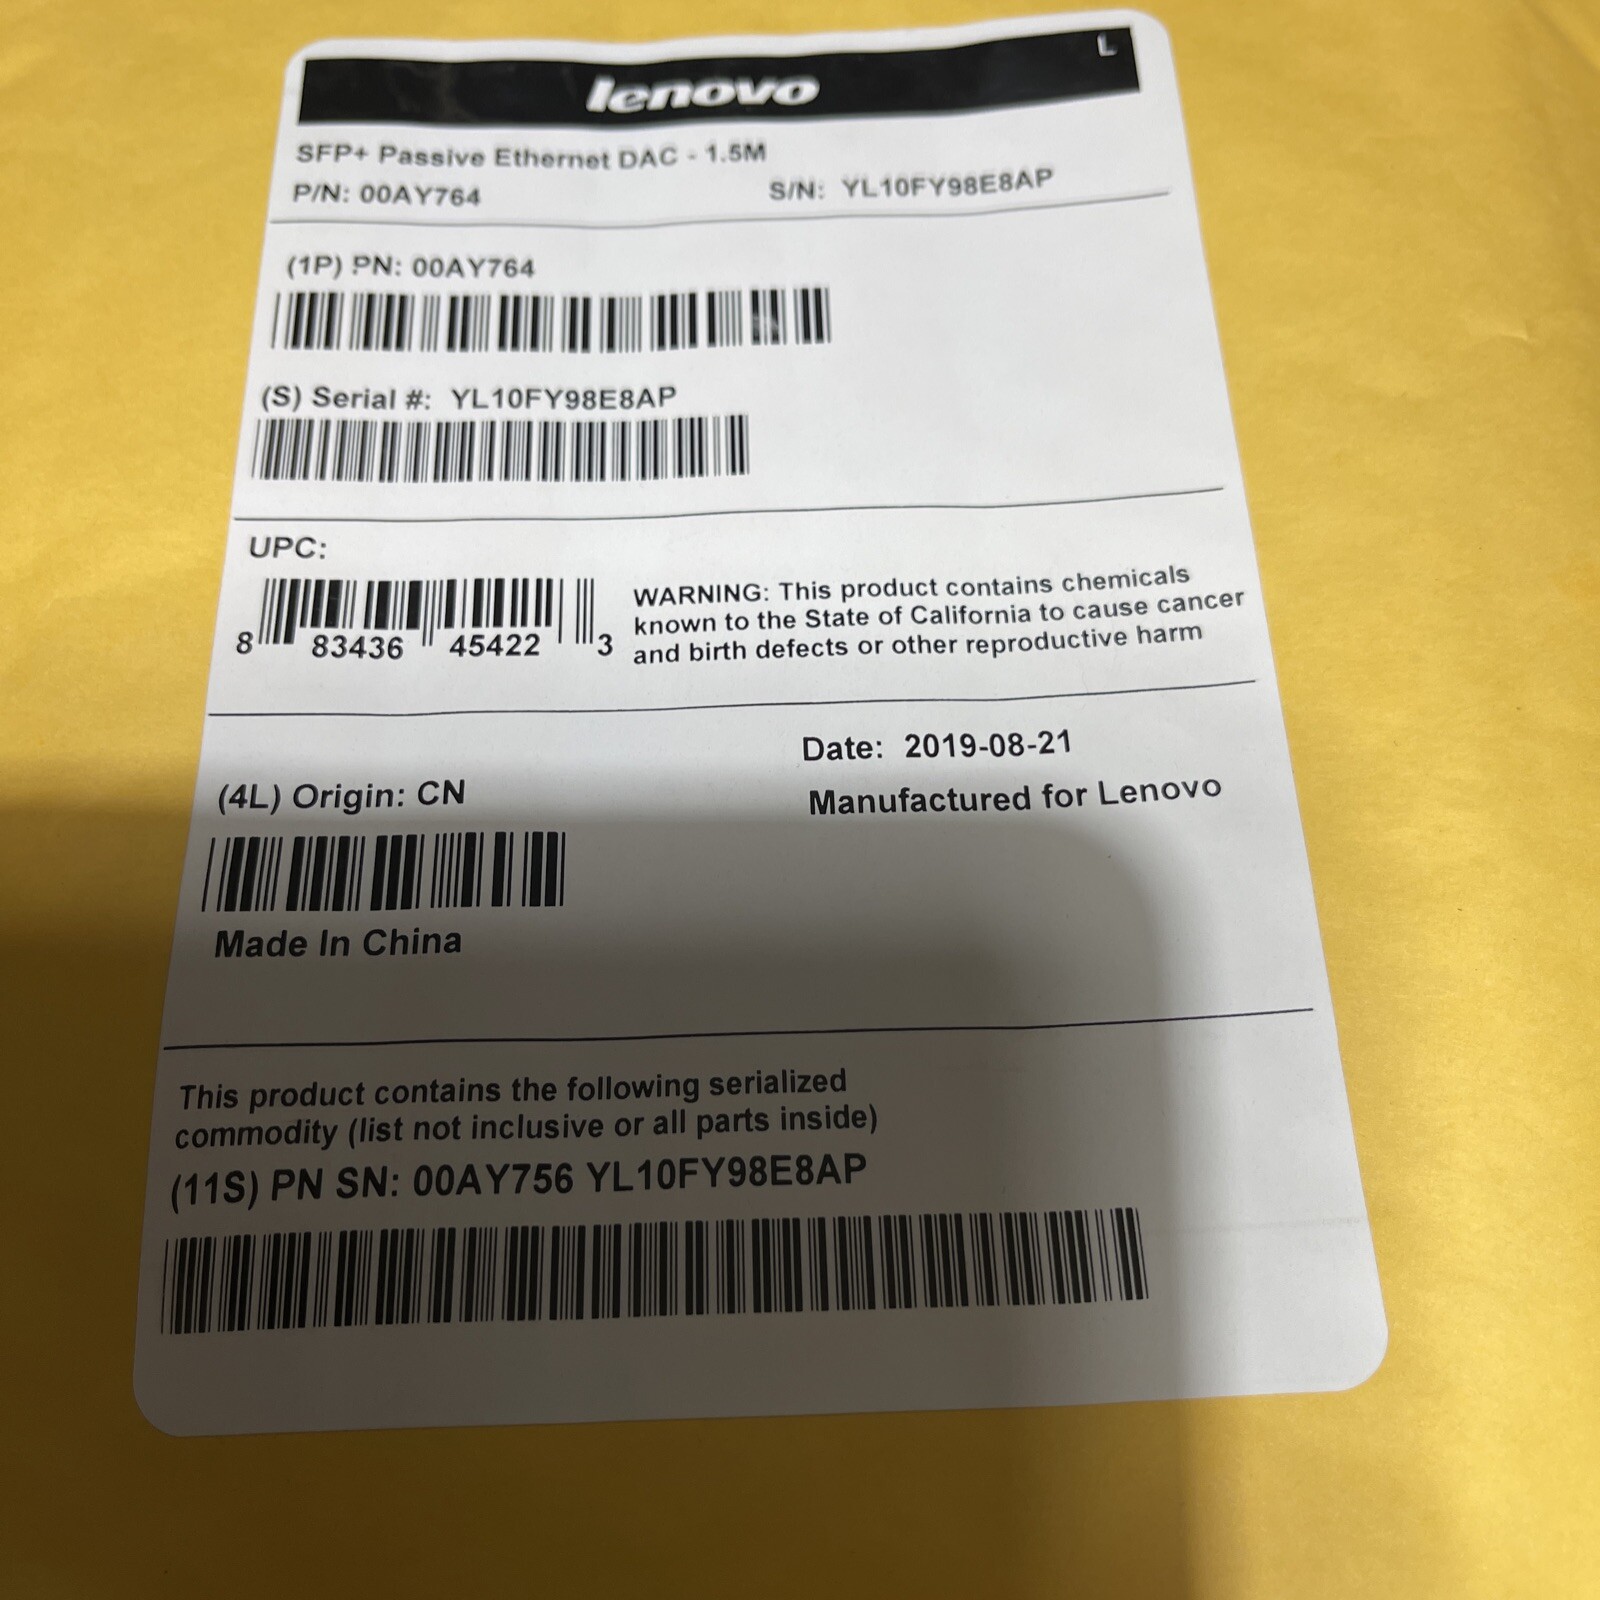 lenovo
L
SFP+ Passive Ethernet DAC - 1.5M
P/N: 00AY764 S/N: YL10FY98E8AP
(1P) PN: 00AY764
(S) Serial #: YL10FY98E8AP
UPC:
8 83436 45422 3
WARNING: This product contains chemicals
known to the State of California to cause cancer
and birth defects or other reproductive harm
Date: 2019-08-21
(4L) Origin: CN
Manufactured for Lenovo
Made In China
This product contains the following serialized
commodity (list not inclusive or all parts inside)
(11S) PN SN: 00AY756 YL10FY98E8AP